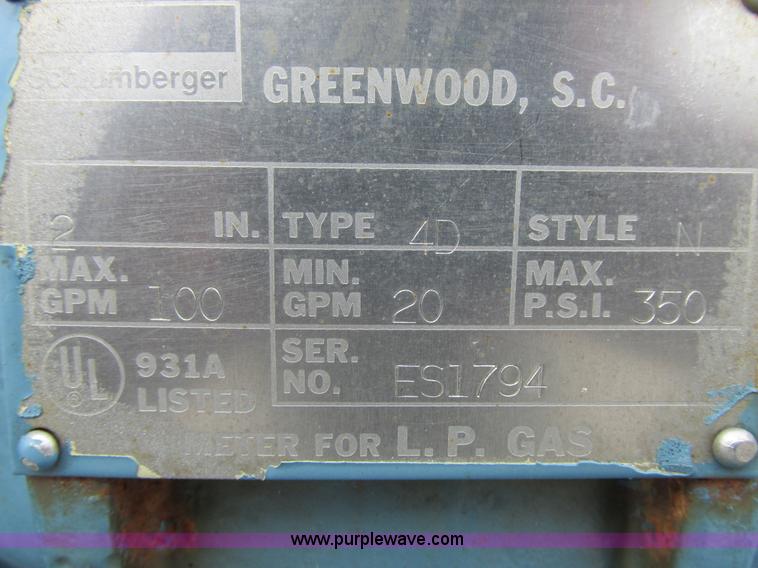 Schlumberger
GREENWOOD, S.C.
2 IN. TYPE 4D STYLE N
MAX. GPM 100 MIN. GPM 20 MAX. P.S.I. 350
UL ® 931A LISTED SER. NO. ES1794
METER FOR L. P. GAS
www.purplewave.com